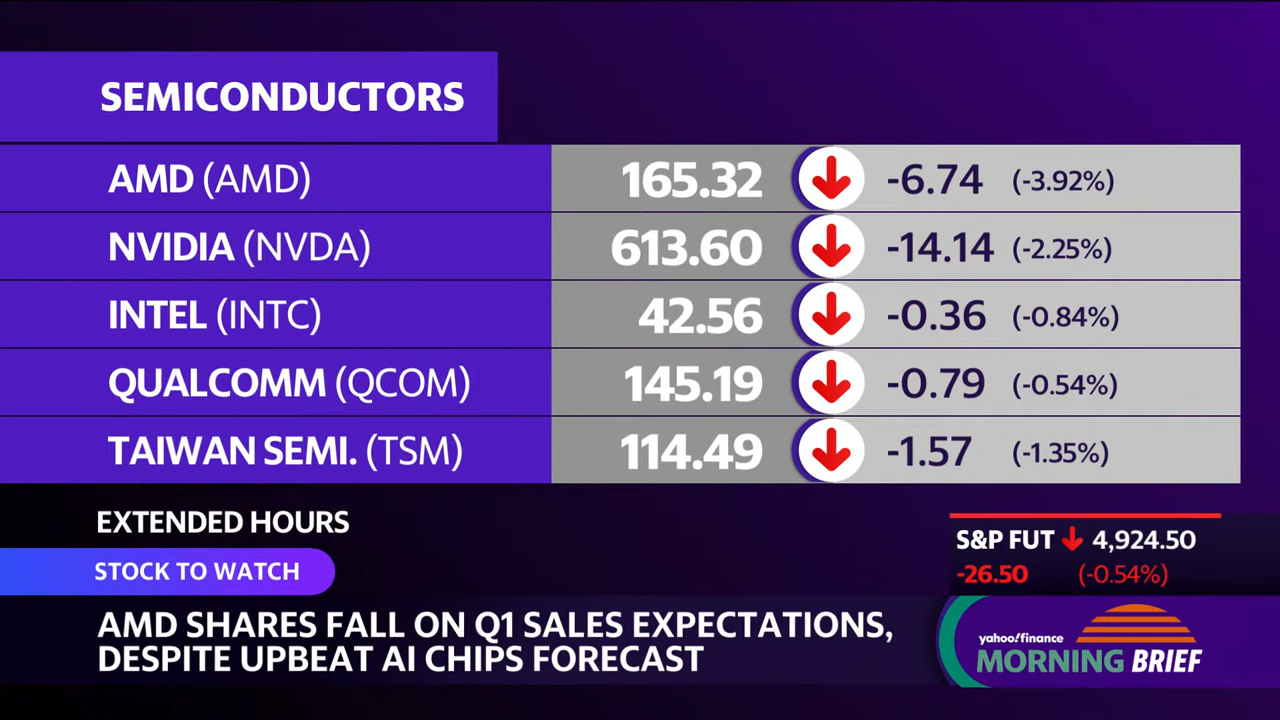 SEMICONDUCTORS
AMD (AMD) 165.32 -6.74 (-3.92%)
NVIDIA (NVDA) 613.60 -14.14 (-2.25%)
INTEL (INTC) 42.56 -0.36 (-0.84%)
QUALCOMM (QCOM) 145.19 -0.79 (-0.54%)
TAIWAN SEMI. (TSM) 114.49 -1.57 (-1.35%)
EXTENDED HOURS
STOCK TO WATCH
AMD SHARES FALL ON Q1 SALES EXPECTATIONS,
DESPITE UPBEAT AI CHIPS FORECAST
S&P FUT 4,924.50
-26.50 (-0.54%)
yahoo!finance
MORNING BRIEF